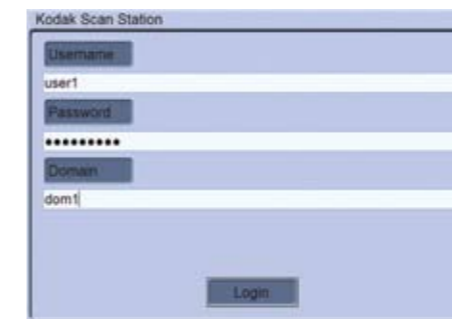 Kodak Scan Station
Username
user1
Password
•••••••••
Domain
dom1
Login